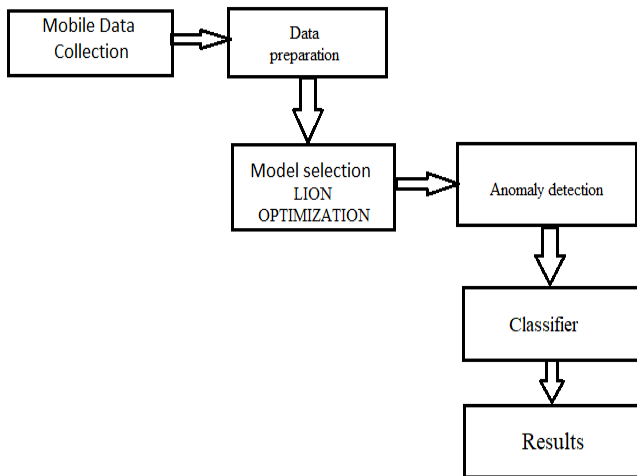 Mobile Data
Collection
Data
preparation
Model selection
LION
OPTIMIZATION
Anomaly detection
Classifier
Results